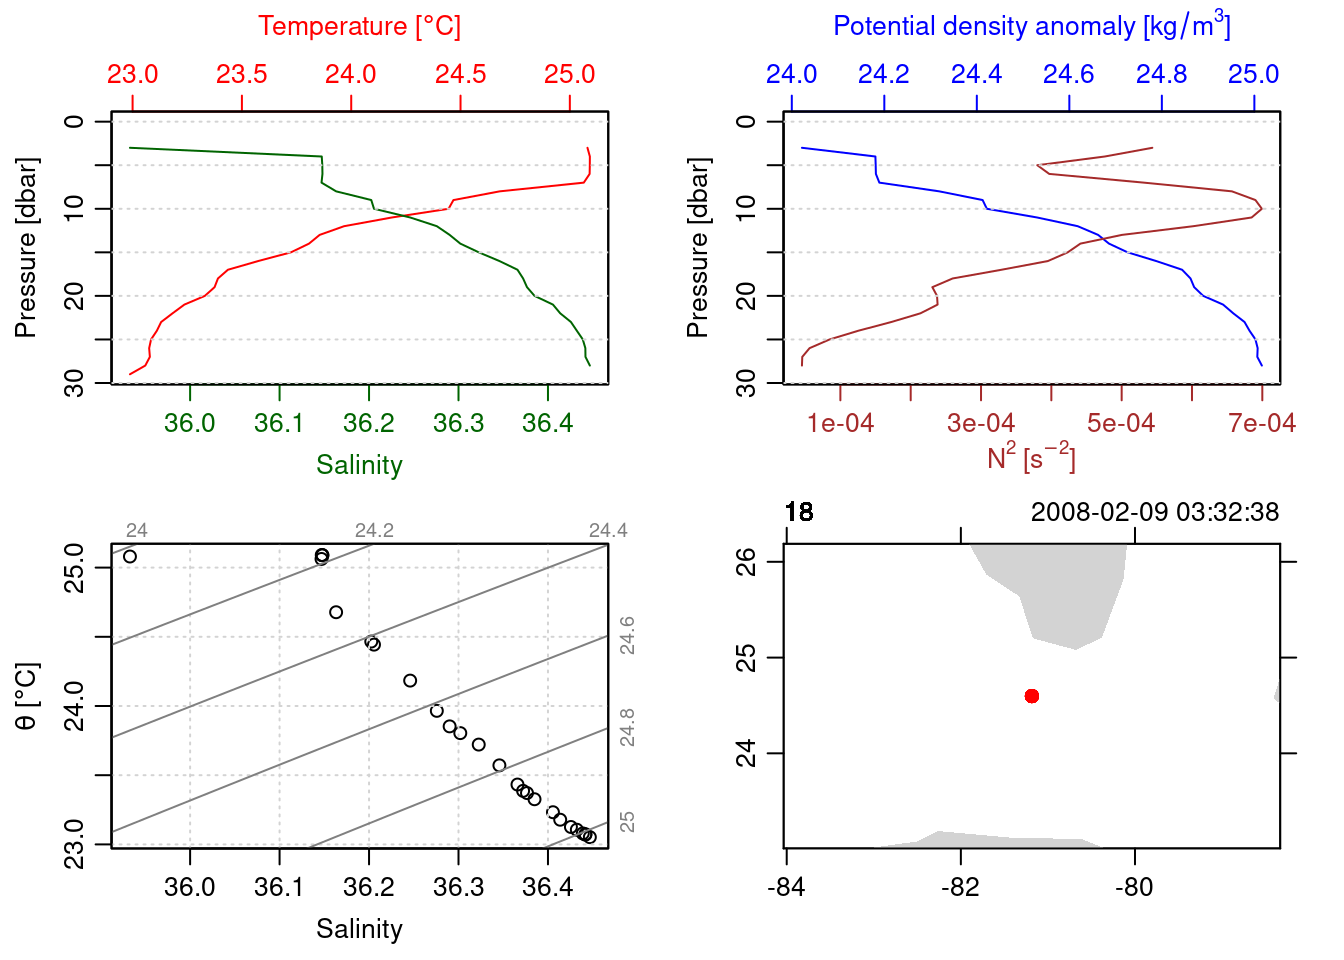 Temperature [°C]
23.0 23.5 24.0 24.5 25.0
Pressure [dbar]
0
10
20
30
36.0 36.1 36.2 36.3 36.4
Salinity
Potential density anomaly [kg/m³]
24.0 24.2 24.4 24.6 24.8 25.0
Pressure [dbar]
0
10
20
30
1e-04 3e-04 5e-04 7e-04
N² [s⁻²]
24 24.2 24.4
24.6
24.8
25
θ [°C]
25.0
24.0
23.0
36.0 36.1 36.2 36.3 36.4
Salinity
18 2008-02-09 03:32:38
26
25
24
-84 -82 -80